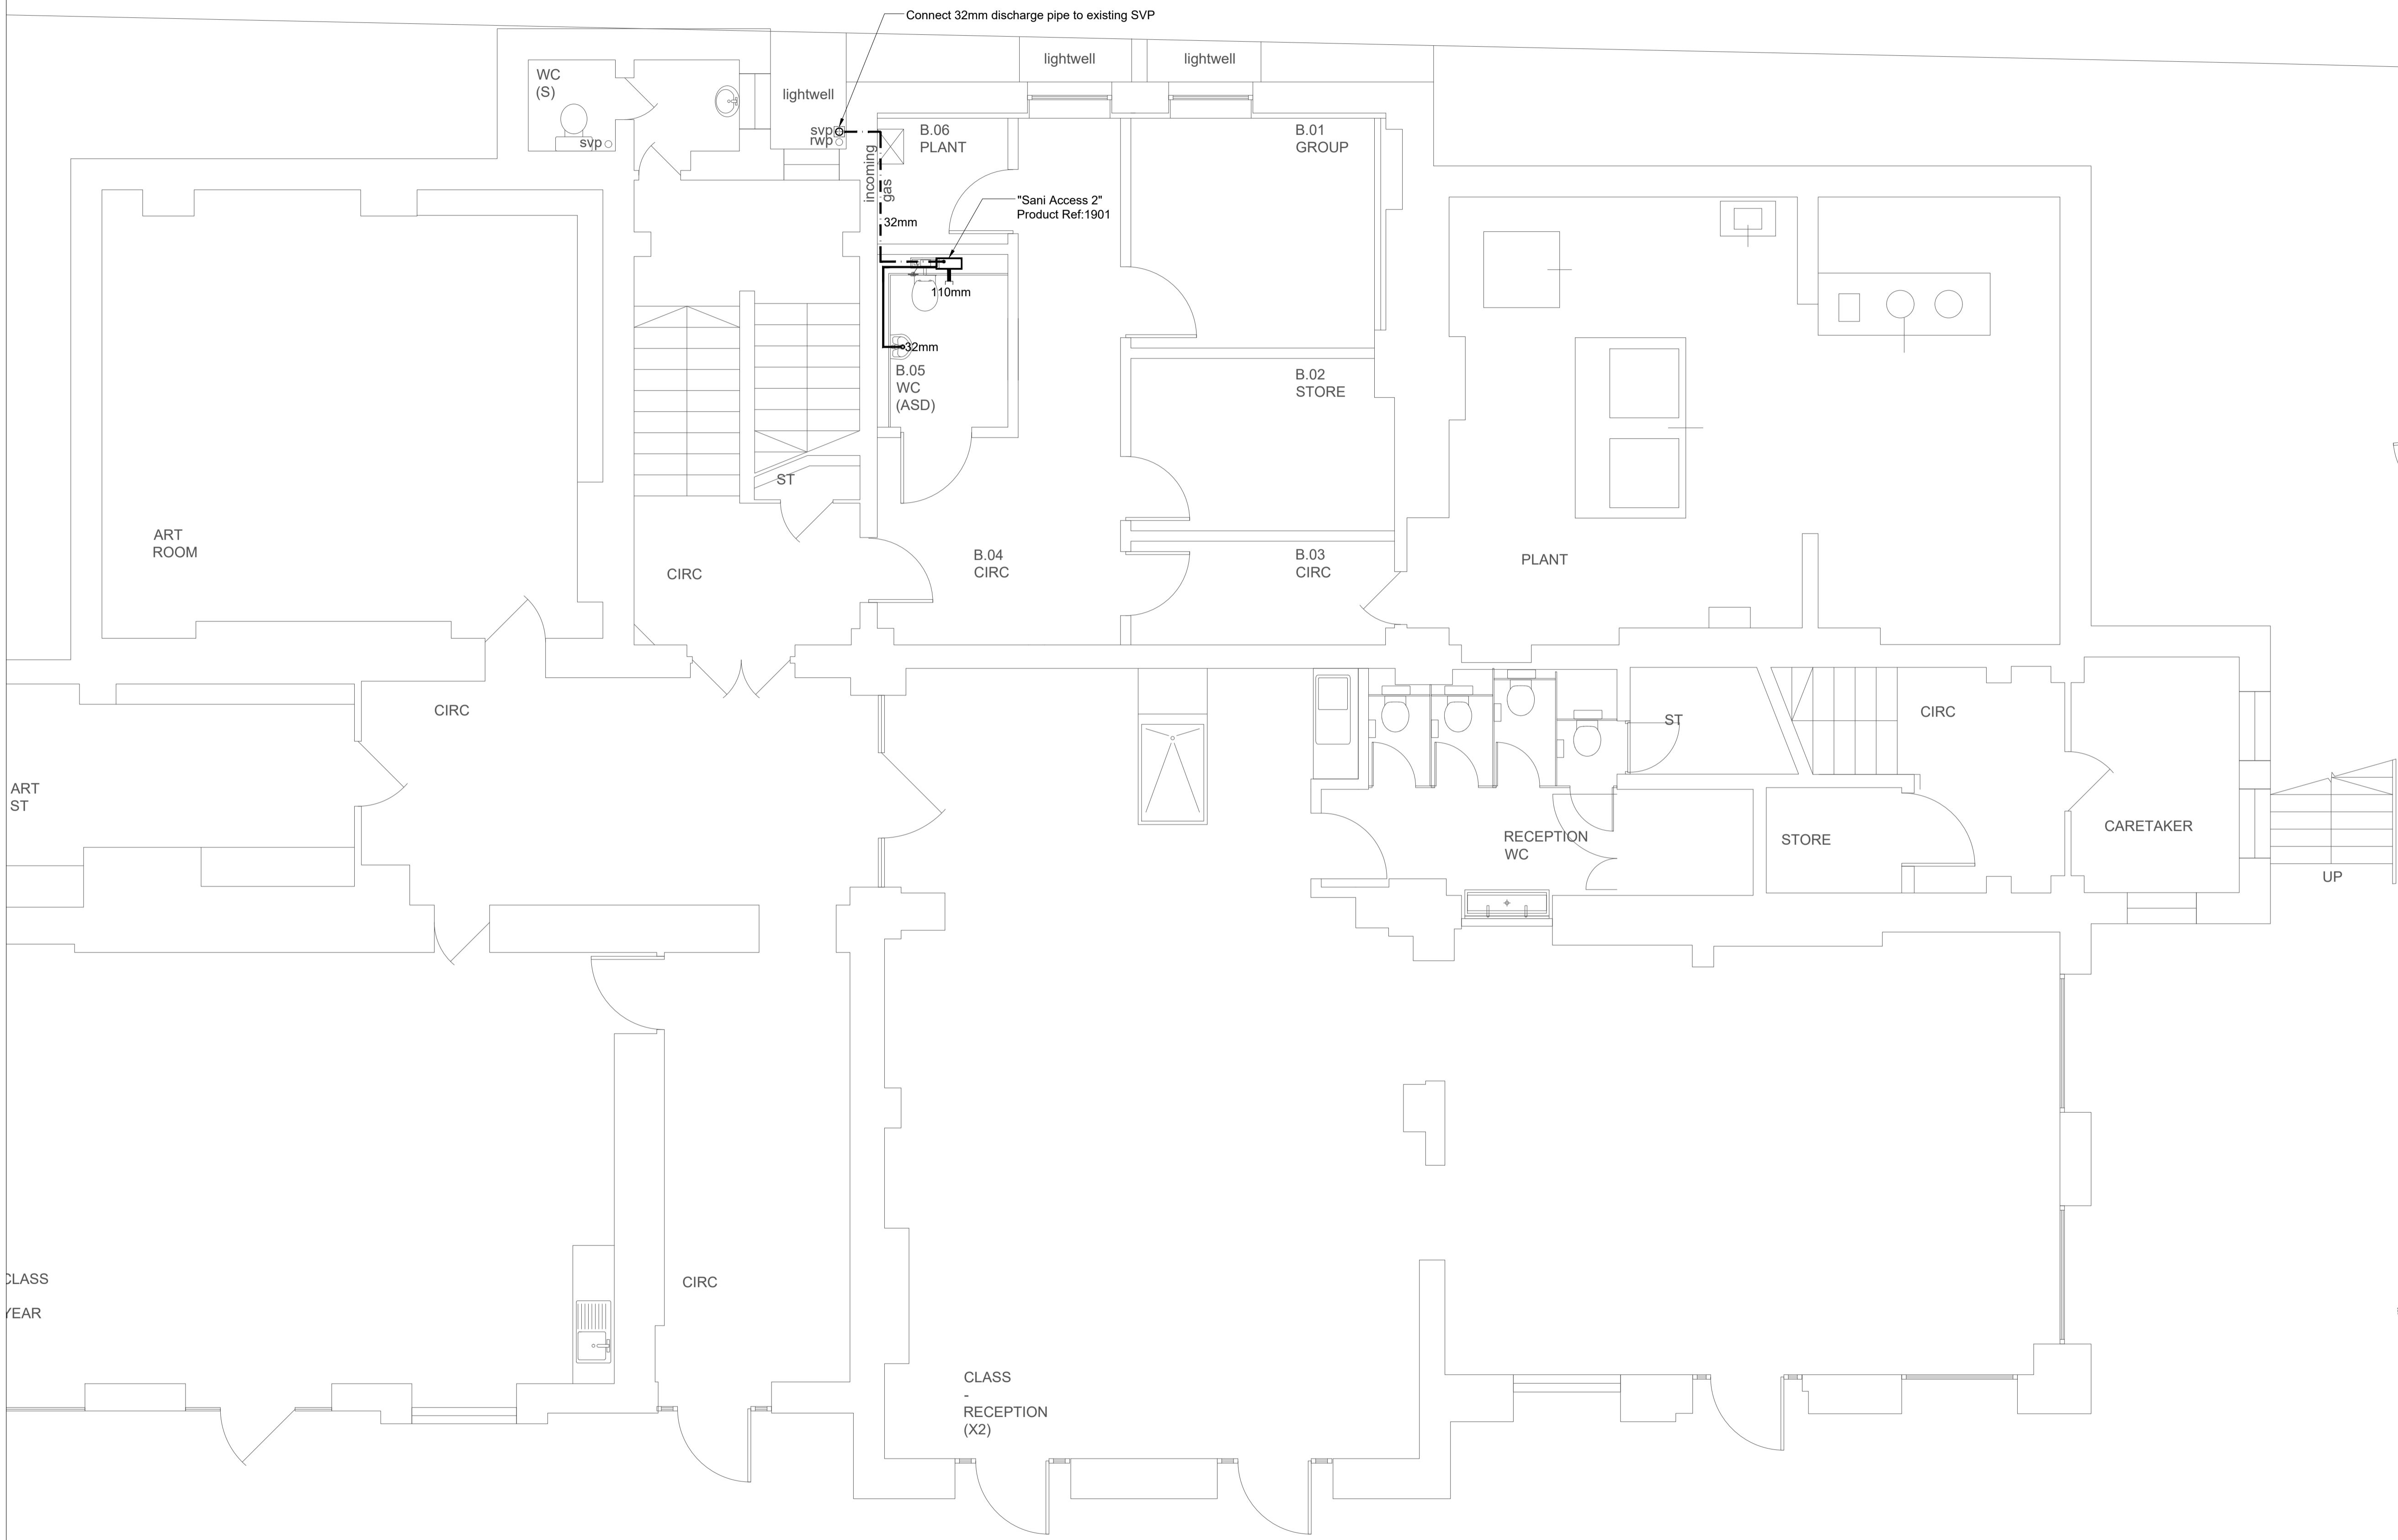 Connect 32mm discharge pipe to existing SVP
lightwell
lightwell
WC
(S)
lightwell
svp
rwp
svp
incoming
gas
B.06
PLANT
B.01
GROUP
"Sani Access 2"
Product Ref:1901
32mm
110mm
32mm
B.05
WC
(ASD)
B.02
STORE
ST
ART
ROOM
CIRC
B.04
CIRC
B.03
CIRC
PLANT
CIRC
ST
CIRC
ART
ST
RECEPTION
WC
STORE
CARETAKER
UP
CLASS
YEAR
CIRC
CLASS
-
RECEPTION
(X2)